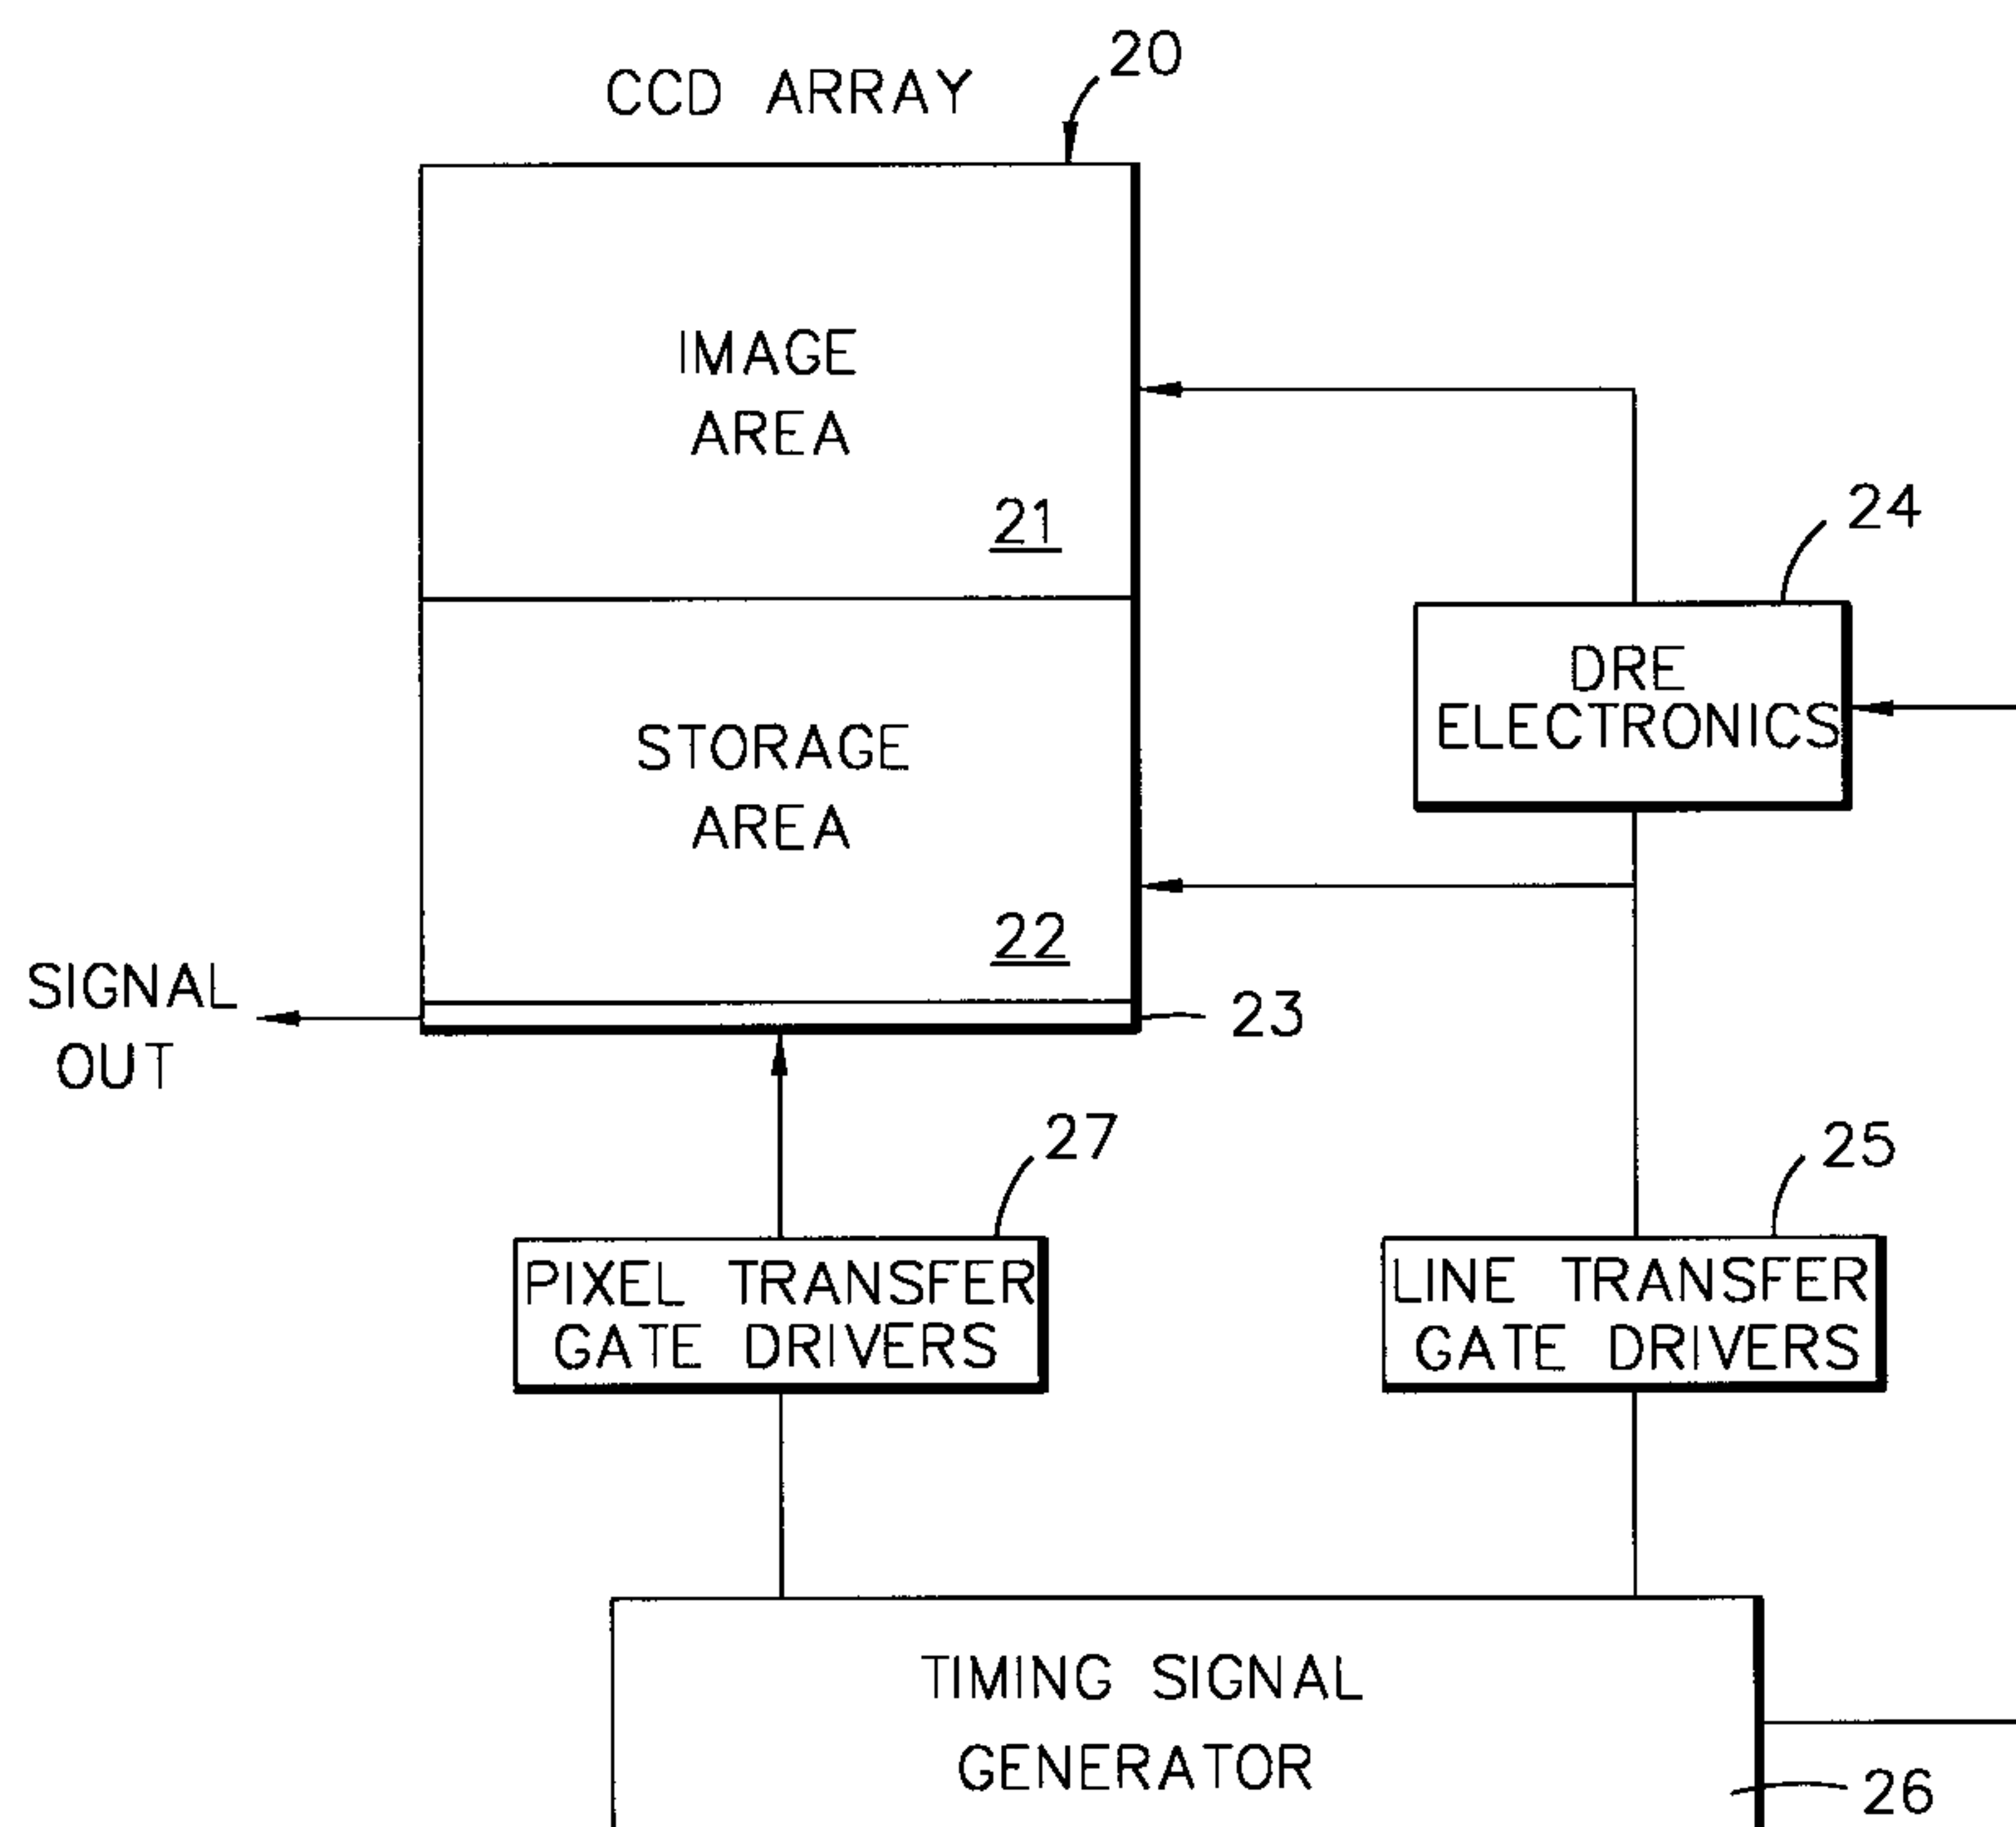 20
CCD ARRAY
IMAGE
AREA
21
24
DRE
ELECTRONICS
STORAGE
AREA
22
SIGNAL
OUT
23
27
25
PIXEL TRANSFER
GATE DRIVERS
LINE TRANSFER
GATE DRIVERS
TIMING SIGNAL
GENERATOR
26